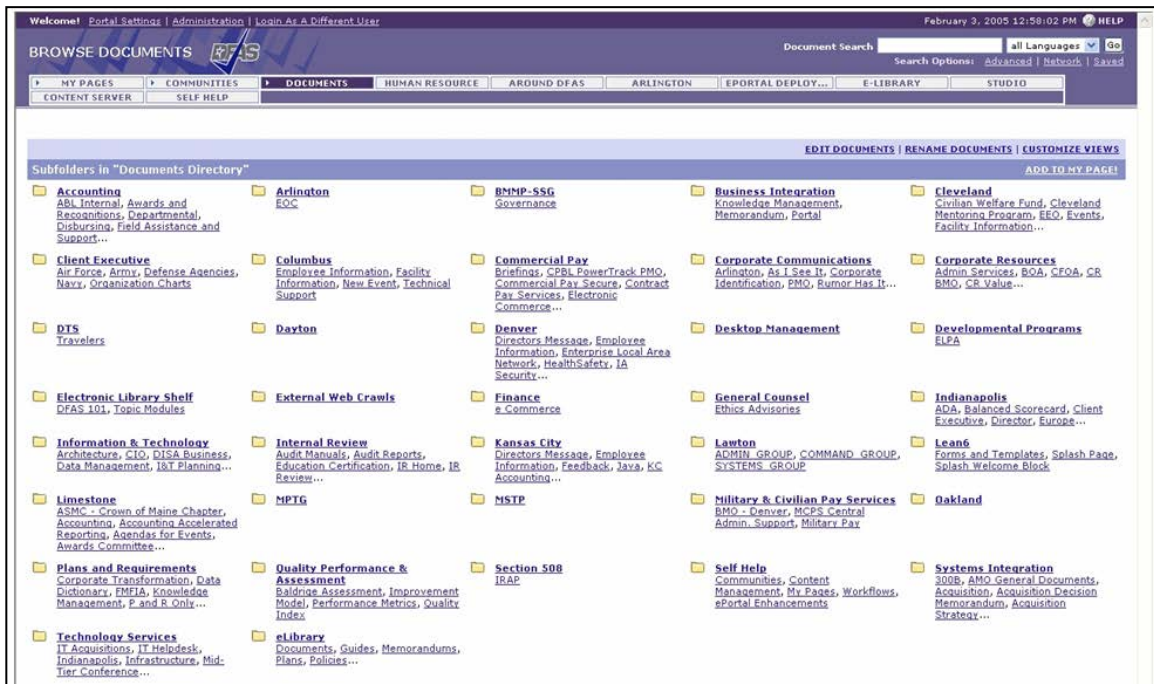 Welcome! Portal Settings | Administration | Login As A Different User
February 3, 2005 12:58:02 PM HELP
BROWSE DOCUMENTS DFAS
Document Search all Languages Go
Search Options: Advanced | Network | Saved
MY PAGES COMMUNITIES DOCUMENTS HUMAN RESOURCE AROUND DFAS ARLINGTON EPORTAL DEPLOY... E-LIBRARY STUDIO
CONTENT SERVER SELF HELP
EDIT DOCUMENTS | RENAME DOCUMENTS | CUSTOMIZE VIEWS
Subfolders in "Documents Directory"
ADD TO MY PAGE!
Accounting
ABL Internal, Awards and
Recognitions, Departmental,
Disbursing, Field Assistance and
Support...
Arlington
EOC
BMMP-SSG
Governance
Business Integration
Knowledge Management,
Memorandum, Portal
Cleveland
Civilian Welfare Fund, Cleveland
Mentoring Program, EEO, Events,
Facility Information...
Client Executive
Air Force, Army, Defense Agencies,
Navy, Organization Charts
Columbus
Employee Information, Facility
Information, New Event, Technical
Support
Commercial Pay
Briefings, CPBL PowerTrack PMO,
Commercial Pay Secure, Contract
Pay Services, Electronic
Commerce...
Corporate Communications
Arlington, As I See It, Corporate
Identification, PMO, Rumor Has It...
Corporate Resources
Admin Services, BOA, CFOA, CR
BMO, CR Value...
DTS
Travelers
Dayton
Denver
Directors Message, Employee
Information, Enterprise Local Area
Network, HealthSafety, IA
Security...
Desktop Management
Developmental Programs
ELPA
Electronic Library Shelf
DFAS 101, Topic Modules
External Web Crawls
Finance
e Commerce
General Counsel
Ethics Advisories
Indianapolis
ADA, Balanced Scorecard, Client
Executive, Director, Europe...
Information & Technology
Architecture, CIO, DISA Business,
Data Management, I&T Planning...
Internal Review
Audit Manuals, Audit Reports,
Education Certification, IR Home, IR
Review...
Kansas City
Directors Message, Employee
Information, Feedback, Java, KC
Accounting...
Lawton
ADMIN GROUP, COMMAND GROUP,
SYSTEMS GROUP
Lean6
Forms and Templates, Splash Page,
Splash Welcome Block
Limestone
ASMC - Crown of Maine Chapter,
Accounting, Accounting Accelerated
Reporting, Agendas for Events,
Awards Committee...
MPTG
MSTP
Military & Civilian Pay Services
BMO - Denver, MCPS Central
Admin. Support, Military Pay
Oakland
Plans and Requirements
Corporate Transformation, Data
Dictionary, FMFIA, Knowledge
Management, P and R Only...
Quality Performance &
Assessment
Baldrige Assessment, Improvement
Model, Performance Metrics, Quality
Index
Section 508
IRAP
Self Help
Communities, Content
Management, My Pages, Workflows,
ePortal Enhancements
Systems Integration
300B, AMO General Documents,
Acquisition, Acquisition Decision
Memorandum, Acquisition
Strategy...
Technology Services
IT Acquisitions, IT Helpdesk,
Indianapolis, Infrastructure, Mid-
Tier Conference...
eLibrary
Documents, Guides, Memorandums,
Plans, Policies...